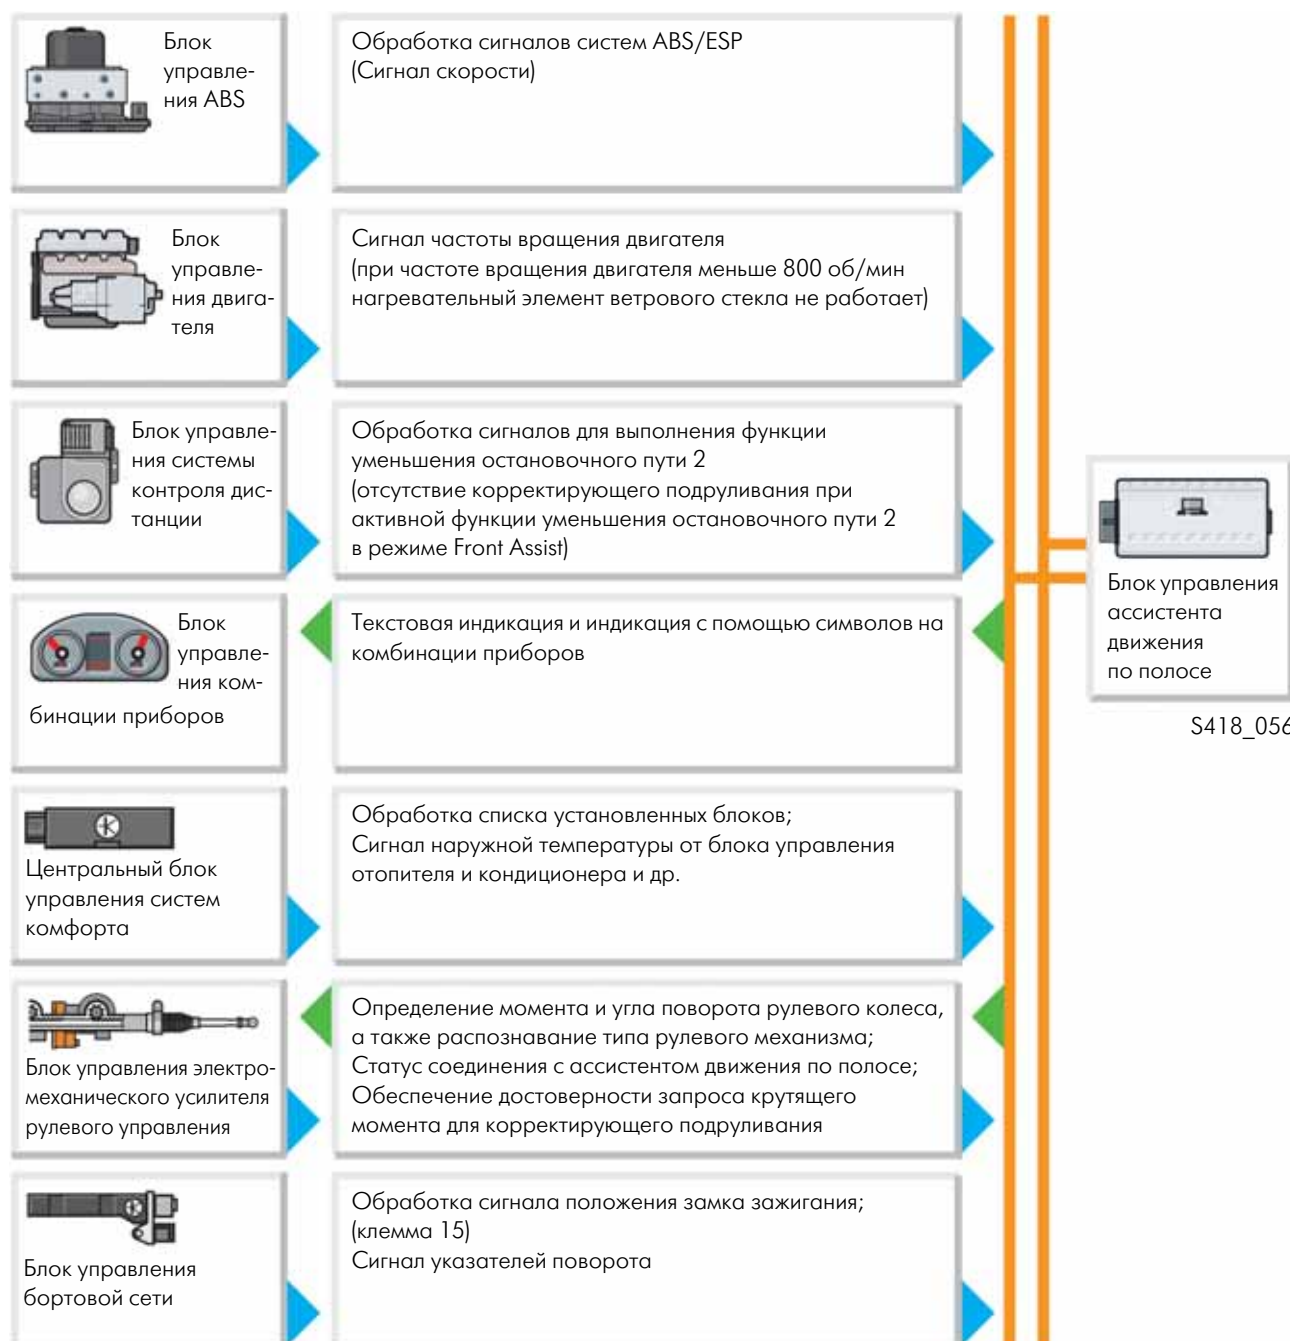 Блок
управле-
ния ABS
Обработка сигналов систем ABS/ESP
(Сигнал скорости)
Блок
управле-
ния двига-
теля
Сигнал частоты вращения двигателя
(при частоте вращения двигателя меньше 800 об/мин
нагревательный элемент ветрового стекла не работает)
Блок управле-
ния системы
контроля дис-
танции
Обработка сигналов для выполнения функции
уменьшения остановочного пути 2
(отсутствие корректирующего подруливания при
активной функции уменьшения остановочного пути 2
в режиме Front Assist)
Блок
управле-
ния ком-
бинации приборов
Текстовая индикация и индикация с помощью символов на
комбинации приборов
Центральный блок
управления систем
комфорта
Обработка списка установленных блоков;
Сигнал наружной температуры от блока управления
отопителя и кондиционера и др.
Блок управления электро-
механического усилителя
рулевого управления
Определение момента и угла поворота рулевого колеса,
а также распознавание типа рулевого механизма;
Статус соединения с ассистентом движения по полосе;
Обеспечение достоверности запроса крутящего
момента для корректирующего подруливания
Блок управления
бортовой сети
Обработка сигнала положения замка зажигания;
(клемма 15)
Сигнал указателей поворота
Блок управления
ассистента
движения
по полосе
S418_056